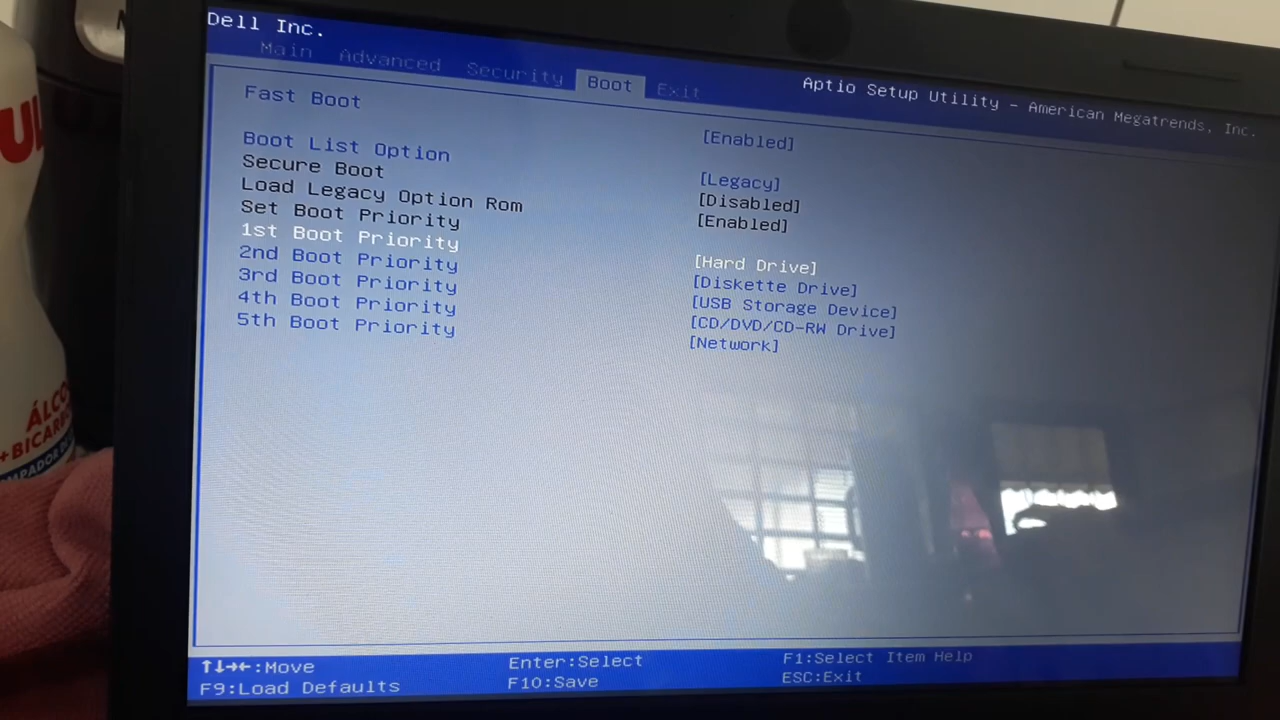 Dell Inc.
Aptio Setup Utility - American Megatrends, Inc.
Main Advanced Security Boot Exit
Fast Boot [Enabled]
Boot List Option [Legacy]
Secure Boot [Disabled]
Load Legacy Option Rom [Enabled]
Set Boot Priority
1st Boot Priority [Hard Drive]
2nd Boot Priority [Diskette Drive]
3rd Boot Priority [USB Storage Device]
4th Boot Priority [CD/DVD/CD-RW Drive]
5th Boot Priority [Network]
↑↓→←:Move Enter:Select F1:Select Item Help
F9:Load Defaults F10:Save ESC:Exit
UL
ÁLCO
+BICAR